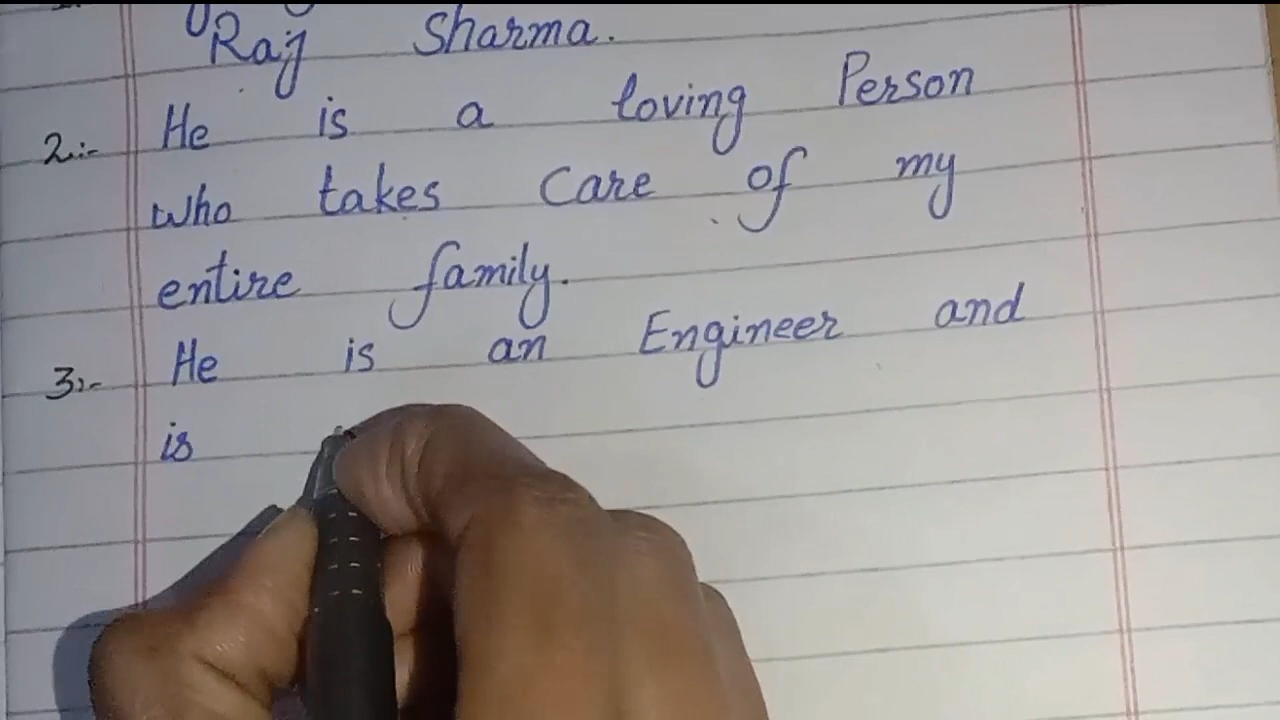 Raj Sharma.
2:- He is a loving Person
who takes Care of my
entire family.
3:- He is an Engineer and
is